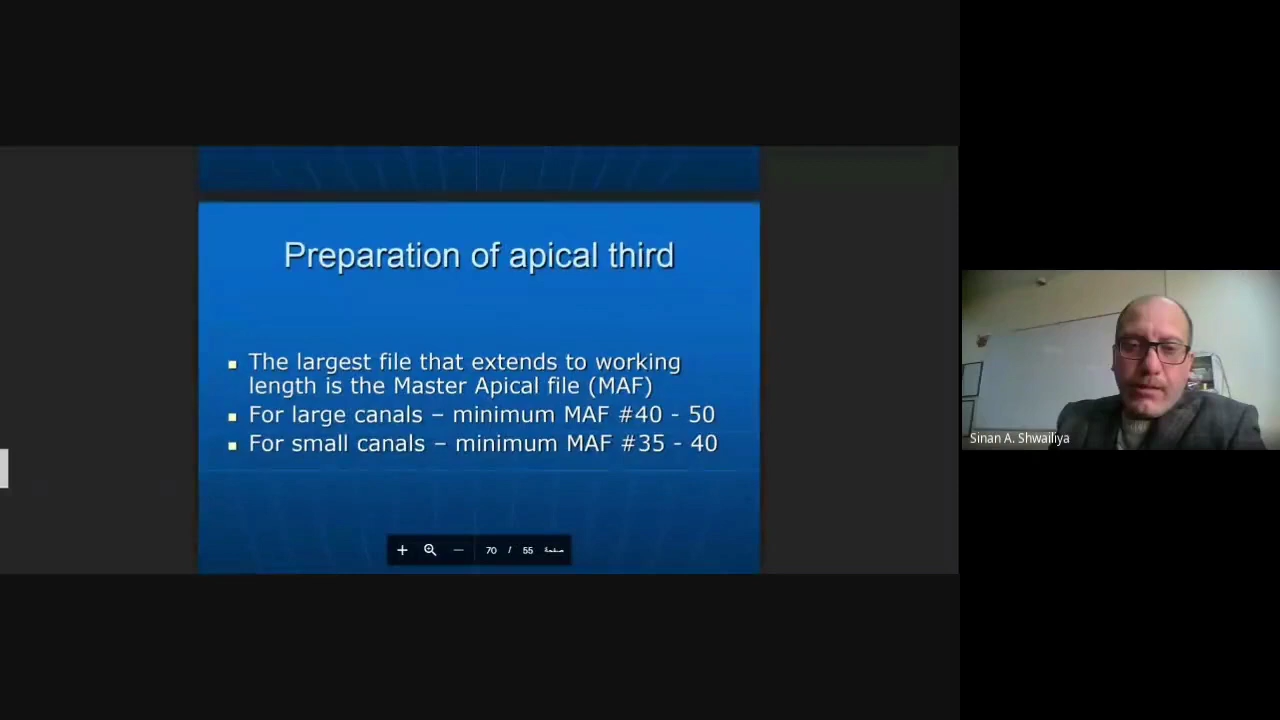 Preparation of apical third
The largest file that extends to working
length is the Master Apical file (MAF)
For large canals – minimum MAF #40 - 50
For small canals – minimum MAF #35 - 40
70 / 55 صفحة
Sinan A. Shwailiya